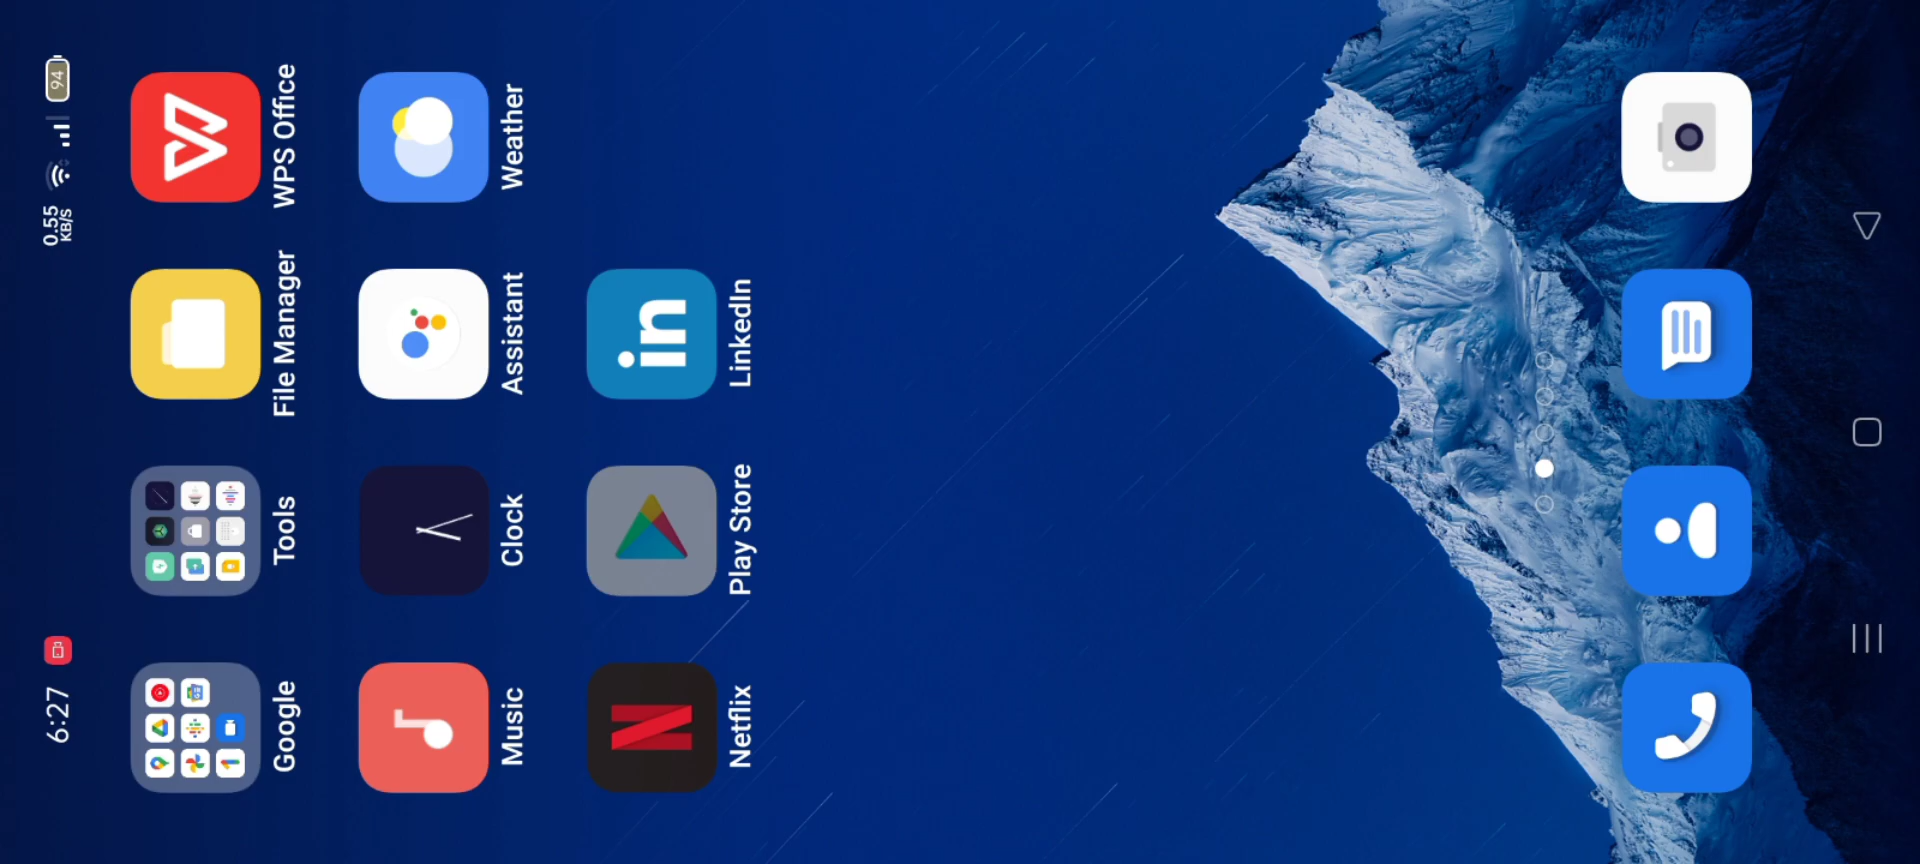 6:27
0.55
KB/S
94
Google
Tools
File Manager
WPS Office
Music
Clock
Assistant
Weather
Netflix
Play Store
in
LinkedIn